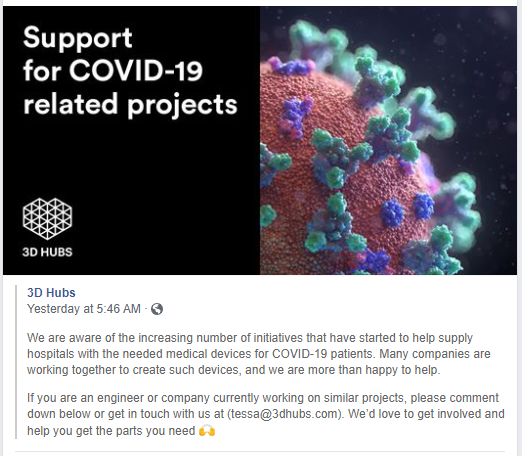 Support
for COVID-19
related projects
3D HUBS
3D Hubs
Yesterday at 5:46 AM ·
We are aware of the increasing number of initiatives that have started to help supply
hospitals with the needed medical devices for COVID-19 patients. Many companies are
working together to create such devices, and we are more than happy to help.
If you are an engineer or company currently working on similar projects, please comment
down below or get in touch with us at (tessa@3dhubs.com). We'd love to get involved and
help you get the parts you need 🙌